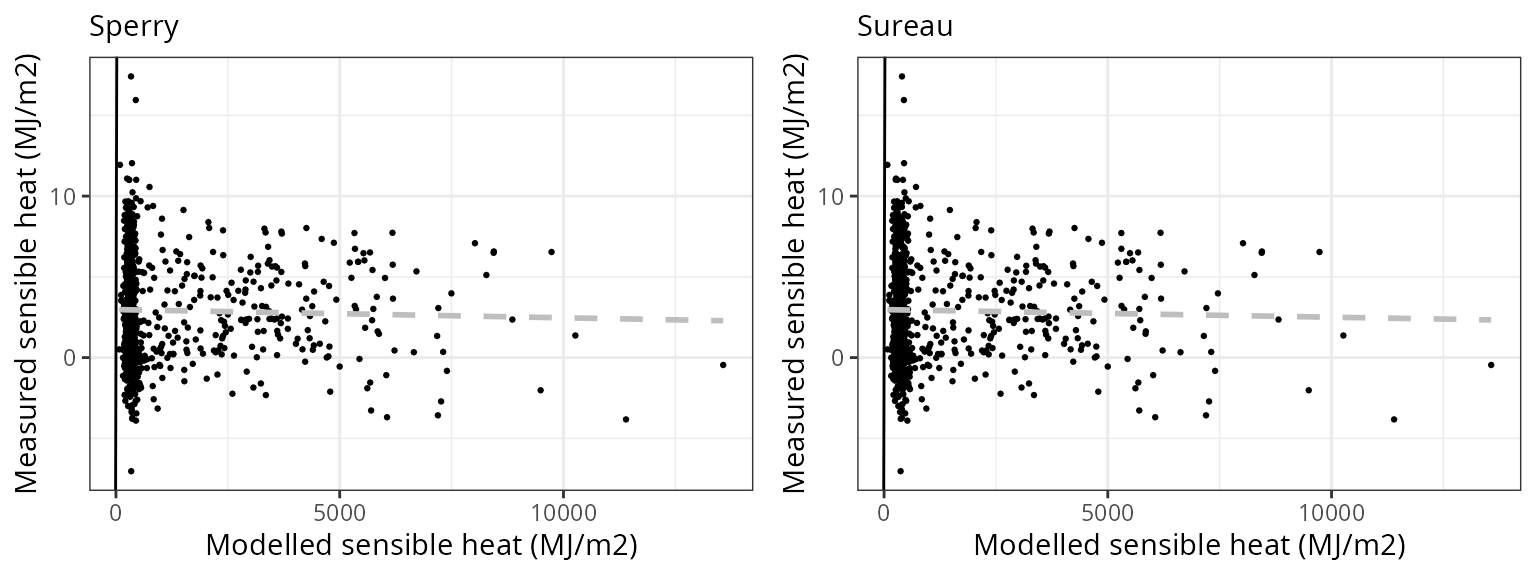 Sperry
Measured sensible heat (MJ/m2)
10
0
0 5000 10000
Modelled sensible heat (MJ/m2)
Sureau
Measured sensible heat (MJ/m2)
10
0
0 5000 10000
Modelled sensible heat (MJ/m2)